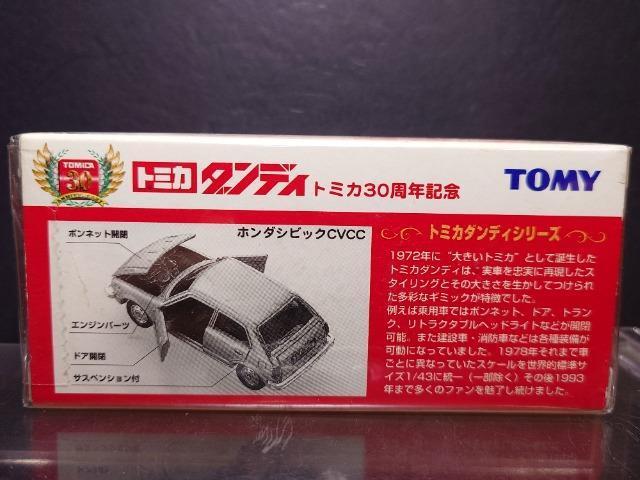 TOMICA
30
トミカ ダンディ トミカ30周年記念
TOMY
ボンネット開閉
ホンダシビックCVCC
エンジンパーツ
ドア開閉
サスペンション付
トミカダンディシリーズ
1972年に“大きいトミカ”として誕生した
トミカダンディは、実車を忠実に再現したス
タイリングとその大きさを生かしてつけられ
た多彩なギミックが特徴でした。
例えば乗用車ではボンネット、ドア、トラン
ク、リトラクタブルヘッドライトなどが開閉
可能。また建設車・消防車などは各種装備が
可動になっていました。1978年それまで車
ごとに異なっていたスケールを世界的標準サ
イズ1/43に統一（一部除く）その後1993
年まで多くのファンを魅了し続けました。